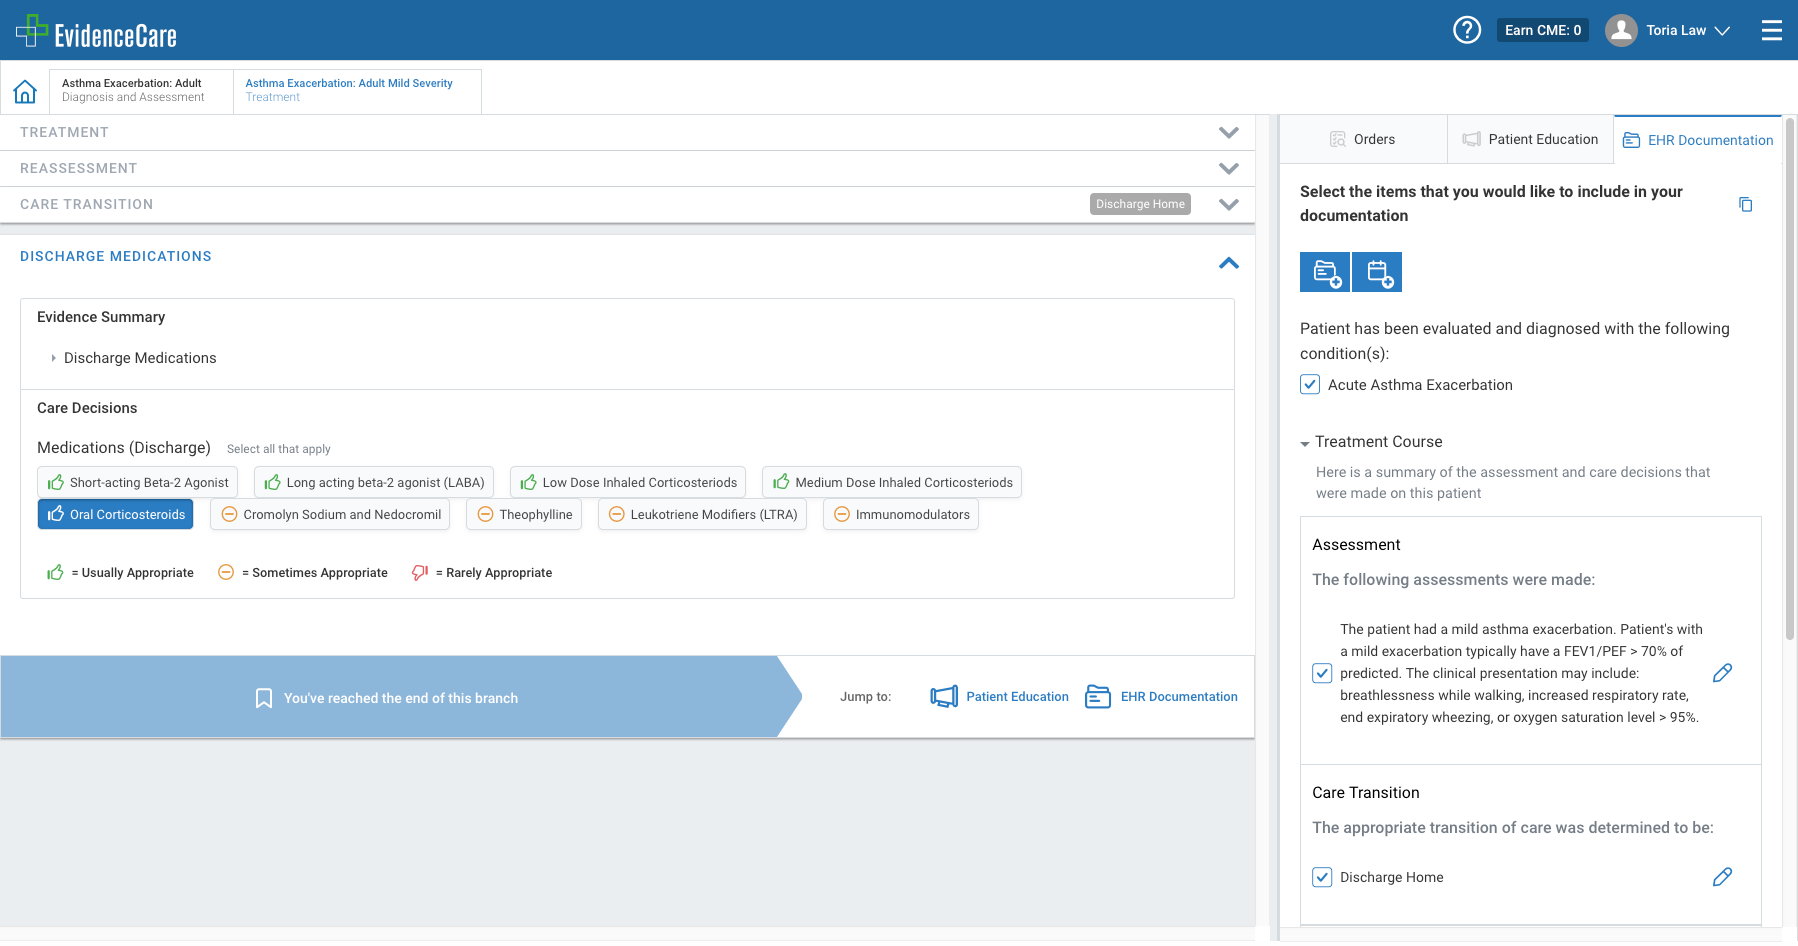 EvidenceCare
Earn CME: 0
Toria Law
Asthma Exacerbation: Adult
Diagnosis and Assessment
Asthma Exacerbation: Adult Mild Severity
Treatment
TREATMENT
REASSESSMENT
CARE TRANSITION
Discharge Home
DISCHARGE MEDICATIONS
Evidence Summary
Discharge Medications
Care Decisions
Medications (Discharge) Select all that apply
Short-acting Beta-2 Agonist
Long acting beta-2 agonist (LABA)
Low Dose Inhaled Corticosteriods
Medium Dose Inhaled Corticosteriods
Oral Corticosteroids
Cromolyn Sodium and Nedocromil
Theophylline
Leukotriene Modifiers (LTRA)
Immunomodulators
= Usually Appropriate
= Sometimes Appropriate
= Rarely Appropriate
You've reached the end of this branch
Jump to:
Patient Education
EHR Documentation
Orders
Patient Education
EHR Documentation
Select the items that you would like to include in your
documentation
Patient has been evaluated and diagnosed with the following
condition(s):
Acute Asthma Exacerbation
Treatment Course
Here is a summary of the assessment and care decisions that
were made on this patient
Assessment
The following assessments were made:
The patient had a mild asthma exacerbation. Patient's with
a mild exacerbation typically have a FEV1/PEF > 70% of
predicted. The clinical presentation may include:
breathlessness while walking, increased respiratory rate,
end expiratory wheezing, or oxygen saturation level > 95%.
Care Transition
The appropriate transition of care was determined to be:
Discharge Home